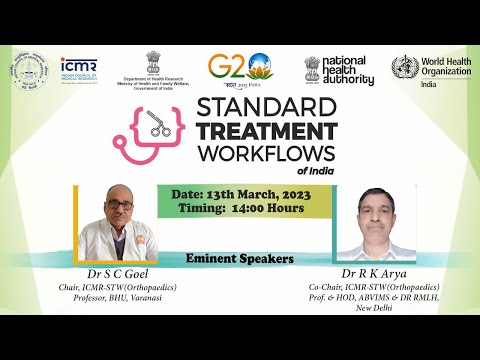 icmr
INDIAN COUNCIL OF
MEDICAL RESEARCH
Department of Health Research
Ministry of Health and Family Welfare,
Government of India
G20
भारत 2023 INDIA
national
health
authority
World Health
Organization
India
STANDARD
TREATMENT
WORKFLOWS
of India
Date: 13th March, 2023
Timing: 14:00 Hours
Eminent Speakers
Dr S C Goel
Chair, ICMR-STW(Orthopaedics)
Professor, BHU, Varanasi
Dr R K Arya
Co-Chair, ICMR-STW(Orthopaedics)
Prof. & HOD, ABVIMS & DR RMLH,
New Delhi